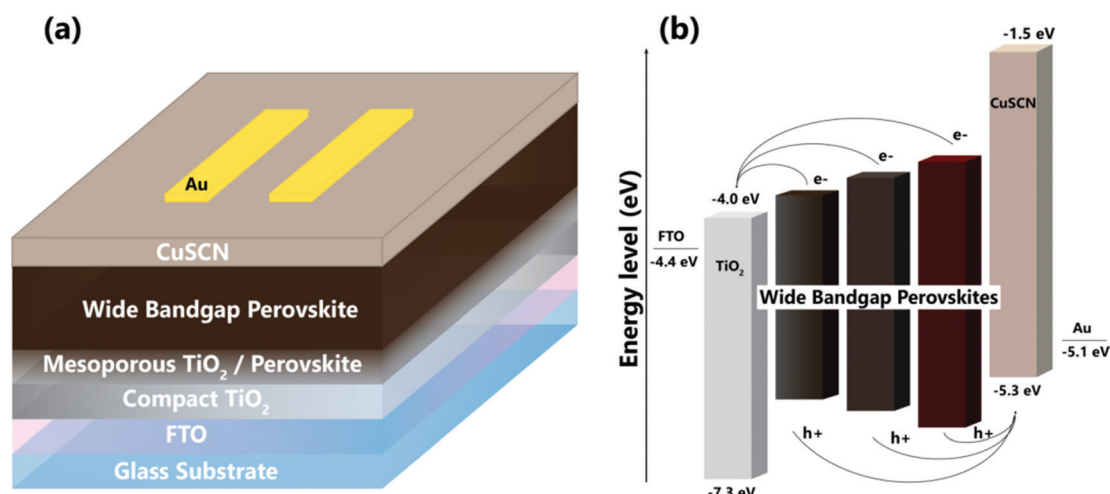 (a)
Au
CuSCN
Wide Bandgap Perovskite
Mesoporous TiO₂ / Perovskite
Compact TiO₂
FTO
Glass Substrate
(b)
Energy level (eV)
-1.5 eV
CuSCN
e-
e-
e-
-4.0 eV
FTO
-4.4 eV
TiO₂
Wide Bandgap Perovskites
Au
-5.1 eV
-5.3 eV
h+
h+
h+
-7.3 eV